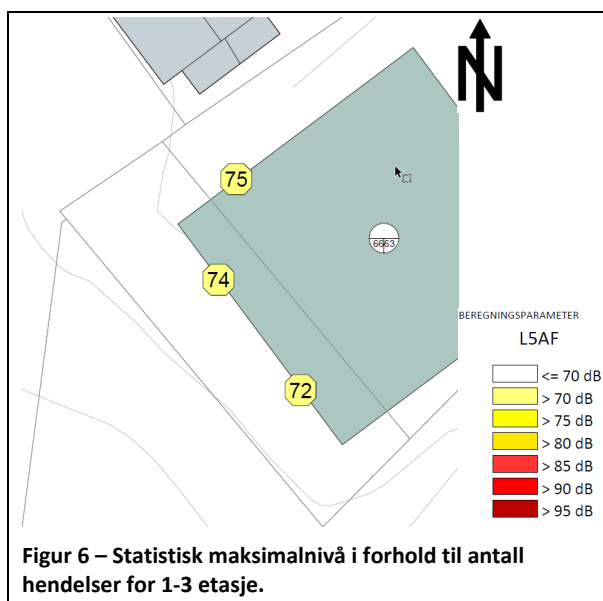 N
75
6663
74
72
BEREGNINGSPARAMETER
L5AF
<= 70 dB
> 70 dB
> 75 dB
> 80 dB
> 85 dB
> 90 dB
> 95 dB
Figur 6 – Statistisk maksimalnivå i forhold til antall
hendelser for 1-3 etasje.